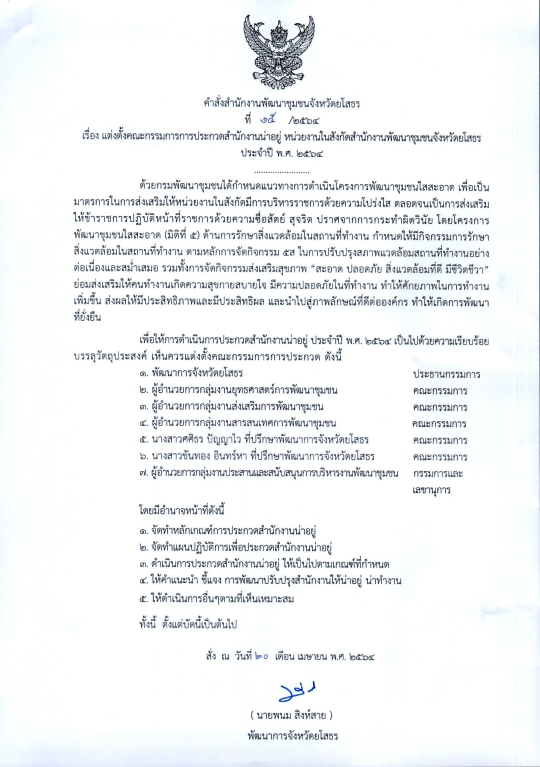 คำสั่งสำนักงานพัฒนาชุมชนจังหวัดยโสธร
ที่ ๑๕ /๒๕๖๔
เรื่อง แต่งตั้งคณะกรรมการการประกวดสำนักงานน่าอยู่ หน่วยงานในสังกัดสำนักงานพัฒนาชุมชนจังหวัดยโสธร
ประจำปี พ.ศ. ๒๕๖๔
........................
ด้วยกรมพัฒนาชุมชนได้กำหนดแนวทางการดำเนินโครงการพัฒนาชุมชนใสสะอาด เพื่อเป็น
มาตรการในการส่งเสริมให้หน่วยงานในสังกัดมีการบริหารราชการด้วยความโปร่งใส ตลอดจนเป็นการส่งเสริม
ให้ข้าราชการปฏิบัติหน้าที่ราชการด้วยความซื่อสัตย์ สุจริต ปราศจากการกระทำผิดวินัย โดยโครงการ
พัฒนาชุมชนใสสะอาด (มิติที่ ๕) ด้านการรักษาสิ่งแวดล้อมในสถานที่ทำงาน กำหนดให้มีกิจกรรมการรักษา
สิ่งแวดล้อมในสถานที่ทำงาน ตามหลักการจัดกิจกรรม ๕ส ในการปรับปรุงสภาพแวดล้อมสถานที่ทำงานอย่าง
ต่อเนื่องและสม่ำเสมอ รวมทั้งการจัดกิจกรรมส่งเสริมสุขภาพ “สะอาด ปลอดภัย สิ่งแวดล้อมที่ดี มีชีวิตชีวา”
ย่อมส่งเสริมให้คนทำงานเกิดความสุขกายสบายใจ มีความปลอดภัยในที่ทำงาน ทำให้ศักยภาพในการทำงาน
เพิ่มขึ้น ส่งผลให้มีประสิทธิภาพและมีประสิทธิผล และนำไปสู่ภาพลักษณ์ที่ดีต่อองค์กร ทำให้เกิดการพัฒนา
ที่ยั่งยืน
เพื่อให้การดำเนินการประกวดสำนักงานน่าอยู่ ประจำปี พ.ศ. ๒๕๖๔ เป็นไปด้วยความเรียบร้อย
บรรลุวัตถุประสงค์ เห็นควรแต่งตั้งคณะกรรมการการประกวด ดังนี้
๑. พัฒนาการจังหวัดยโสธร ประธานกรรมการ
๒. ผู้อำนวยการกลุ่มงานยุทธศาสตร์การพัฒนาชุมชน คณะกรรมการ
๓. ผู้อำนวยการกลุ่มงานส่งเสริมการพัฒนาชุมชน คณะกรรมการ
๔. ผู้อำนวยการกลุ่มงานสารสนเทศการพัฒนาชุมชน คณะกรรมการ
๕. นางสาวคศิธร ปัญญาไว ที่ปรึกษาพัฒนาการจังหวัดยโสธร คณะกรรมการ
๖. นางสาวขันทอง อินทร์หา ที่ปรึกษาพัฒนาการจังหวัดยโสธร คณะกรรมการ
๗. ผู้อำนวยการกลุ่มงานประสานและสนับสนุนการบริหารงานพัฒนาชุมชน กรรมการและ
เลขานุการ
โดยมีอำนาจหน้าที่ดังนี้
๑. จัดทำหลักเกณฑ์การประกวดสำนักงานน่าอยู่
๒. จัดทำแผนปฏิบัติการเพื่อประกวดสำนักงานน่าอยู่
๓. ดำเนินการประกวดสำนักงานน่าอยู่ ให้เป็นไปตามเกณฑ์ที่กำหนด
๔. ให้คำแนะนำ ชี้แจง การพัฒนาปรับปรุงสำนักงานให้น่าอยู่ น่าทำงาน
๕. ให้ดำเนินการอื่นๆตามที่เห็นเหมาะสม
ทั้งนี้ ตั้งแต่บัดนี้เป็นต้นไป
สั่ง ณ วันที่ ๒๐ เดือน เมษายน พ.ศ. ๒๕๖๔
( นายพนม สิงห์สาย )
พัฒนาการจังหวัดยโสธร